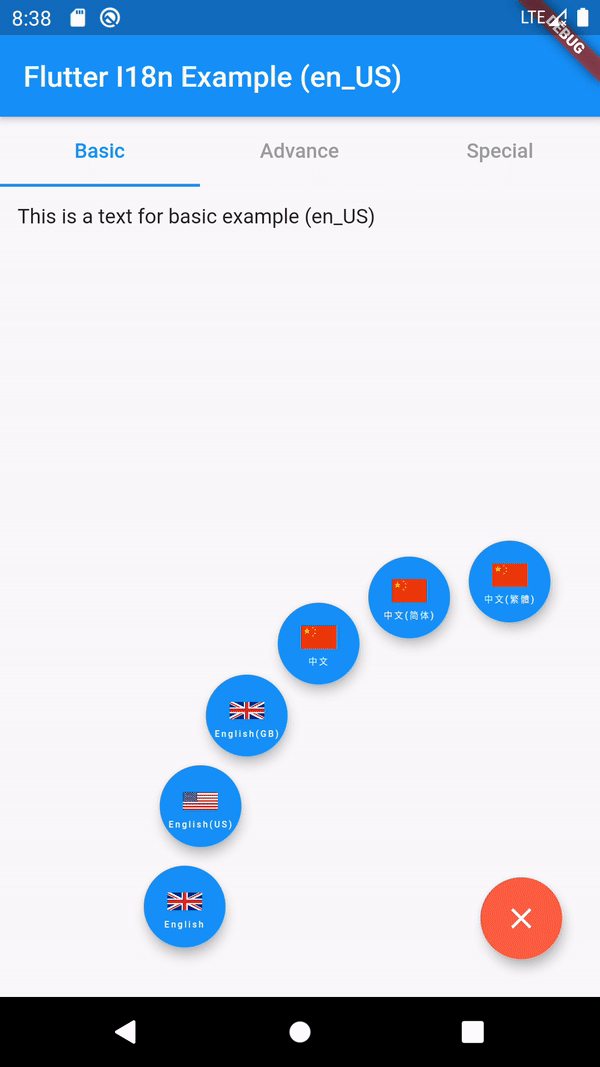 8:38
LTE
DEBUG
Flutter I18n Example (en_US)
Basic
Advance
Special
This is a text for basic example (en_US)
中文(繁體)
中文(简体)
中文
English(GB)
English(US)
English